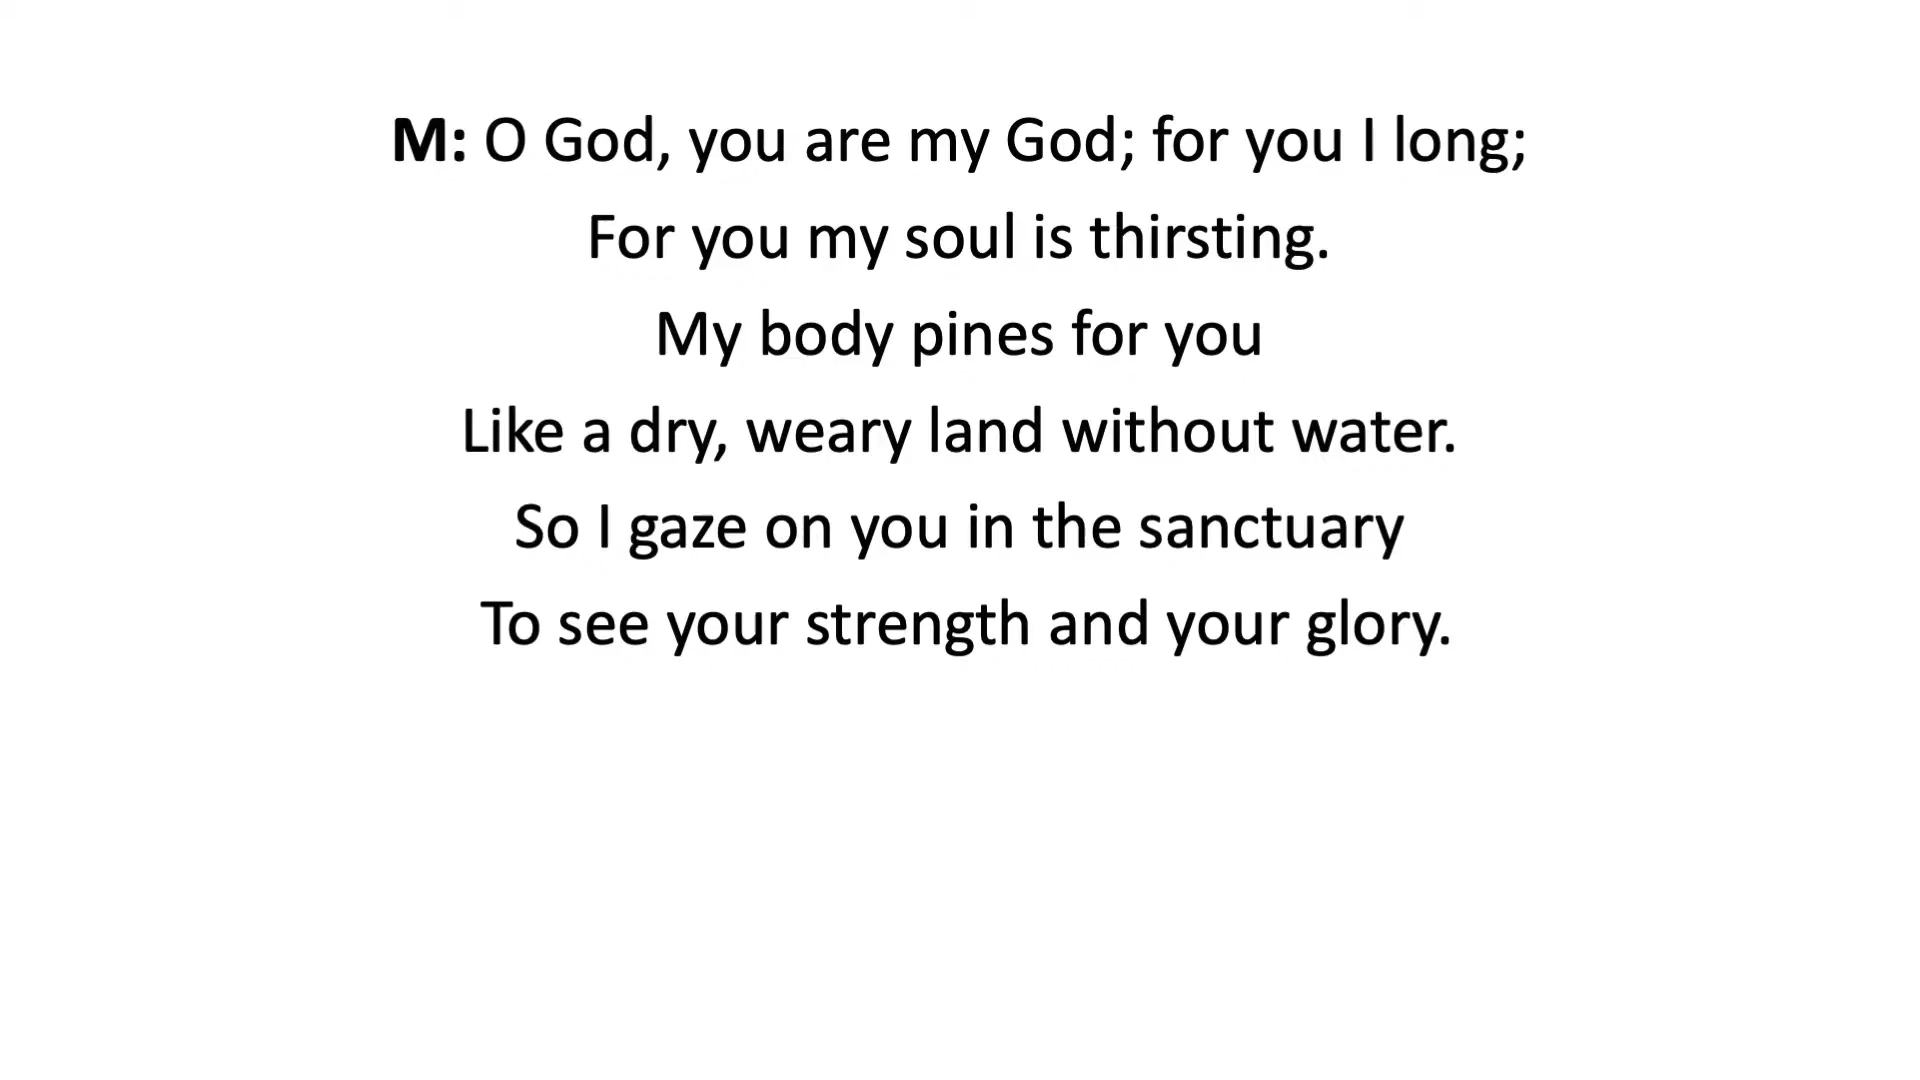 M: O God, you are my God; for you I long;
For you my soul is thirsting.
My body pines for you
Like a dry, weary land without water.
So I gaze on you in the sanctuary
To see your strength and your glory.